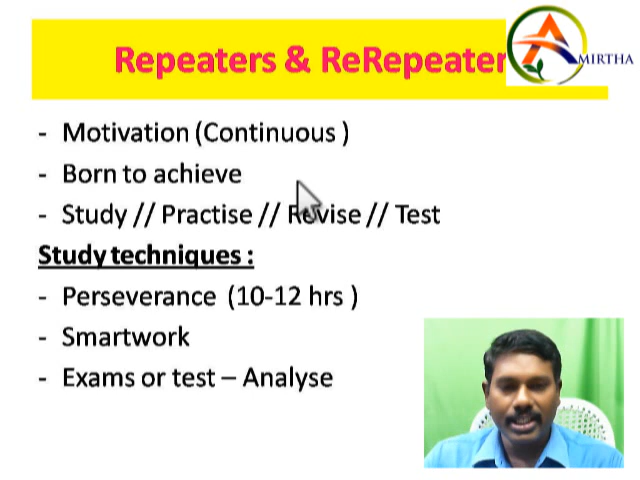 Repeaters & ReRepeater
AMIRTHA
- Motivation (Continuous )
- Born to achieve
- Study // Practise // Revise // Test
Study techniques :
- Perseverance (10-12 hrs )
- Smartwork
- Exams or test – Analyse